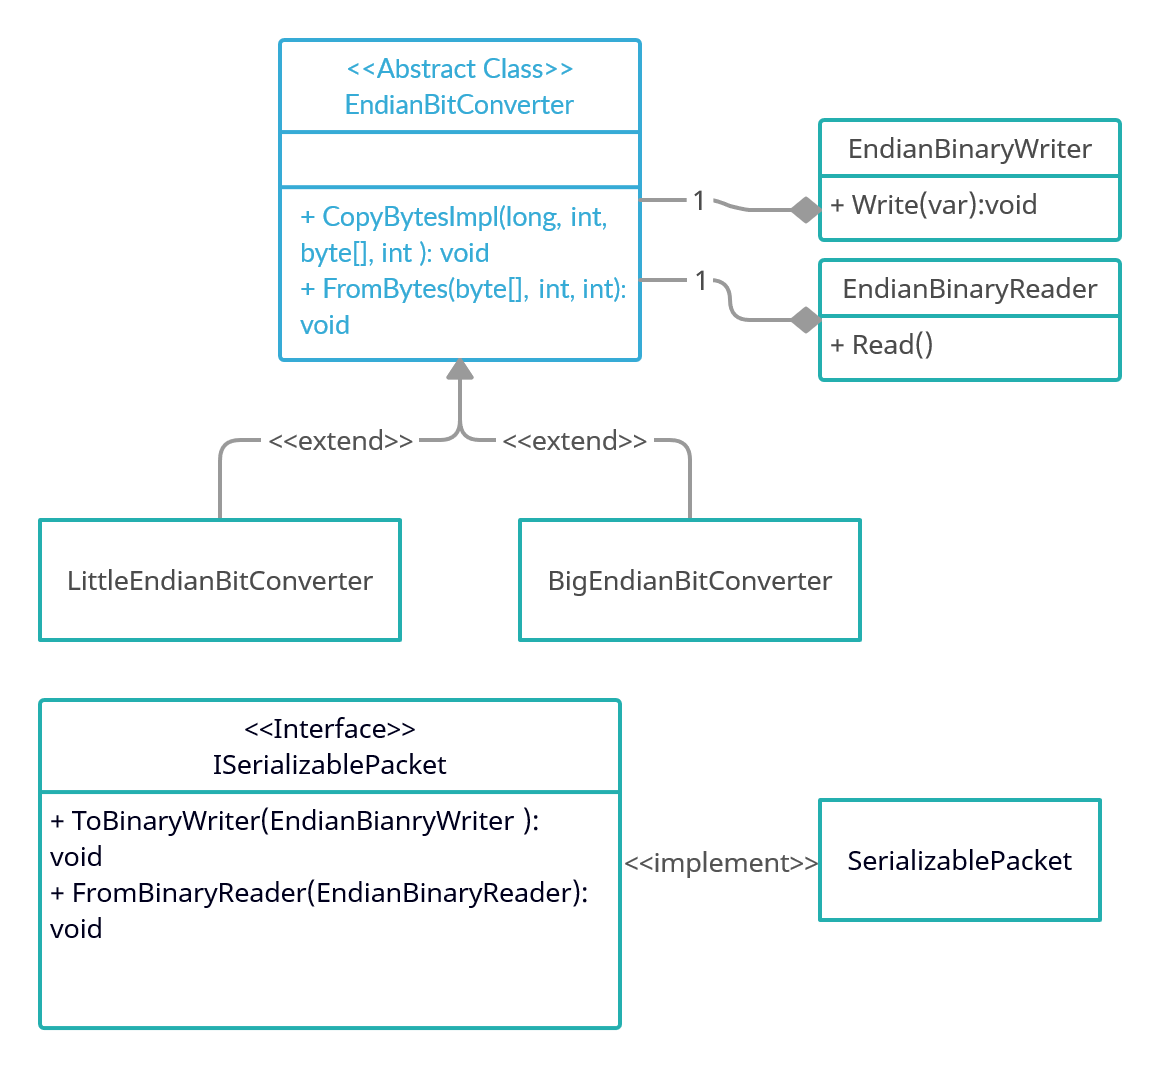 <<Abstract Class>>
EndianBitConverter
+ CopyBytesImpl(long, int,
byte[], int ): void
+ FromBytes(byte[], int, int):
void
1
EndianBinaryWriter
+ Write(var):void
1
EndianBinaryReader
+ Read()
<<extend>>
<<extend>>
LittleEndianBitConverter
BigEndianBitConverter
<<Interface>>
ISerializablePacket
+ ToBinaryWriter(EndianBianryWriter ):
void
+ FromBinaryReader(EndianBinaryReader):
void
<<implement>>
SerializablePacket